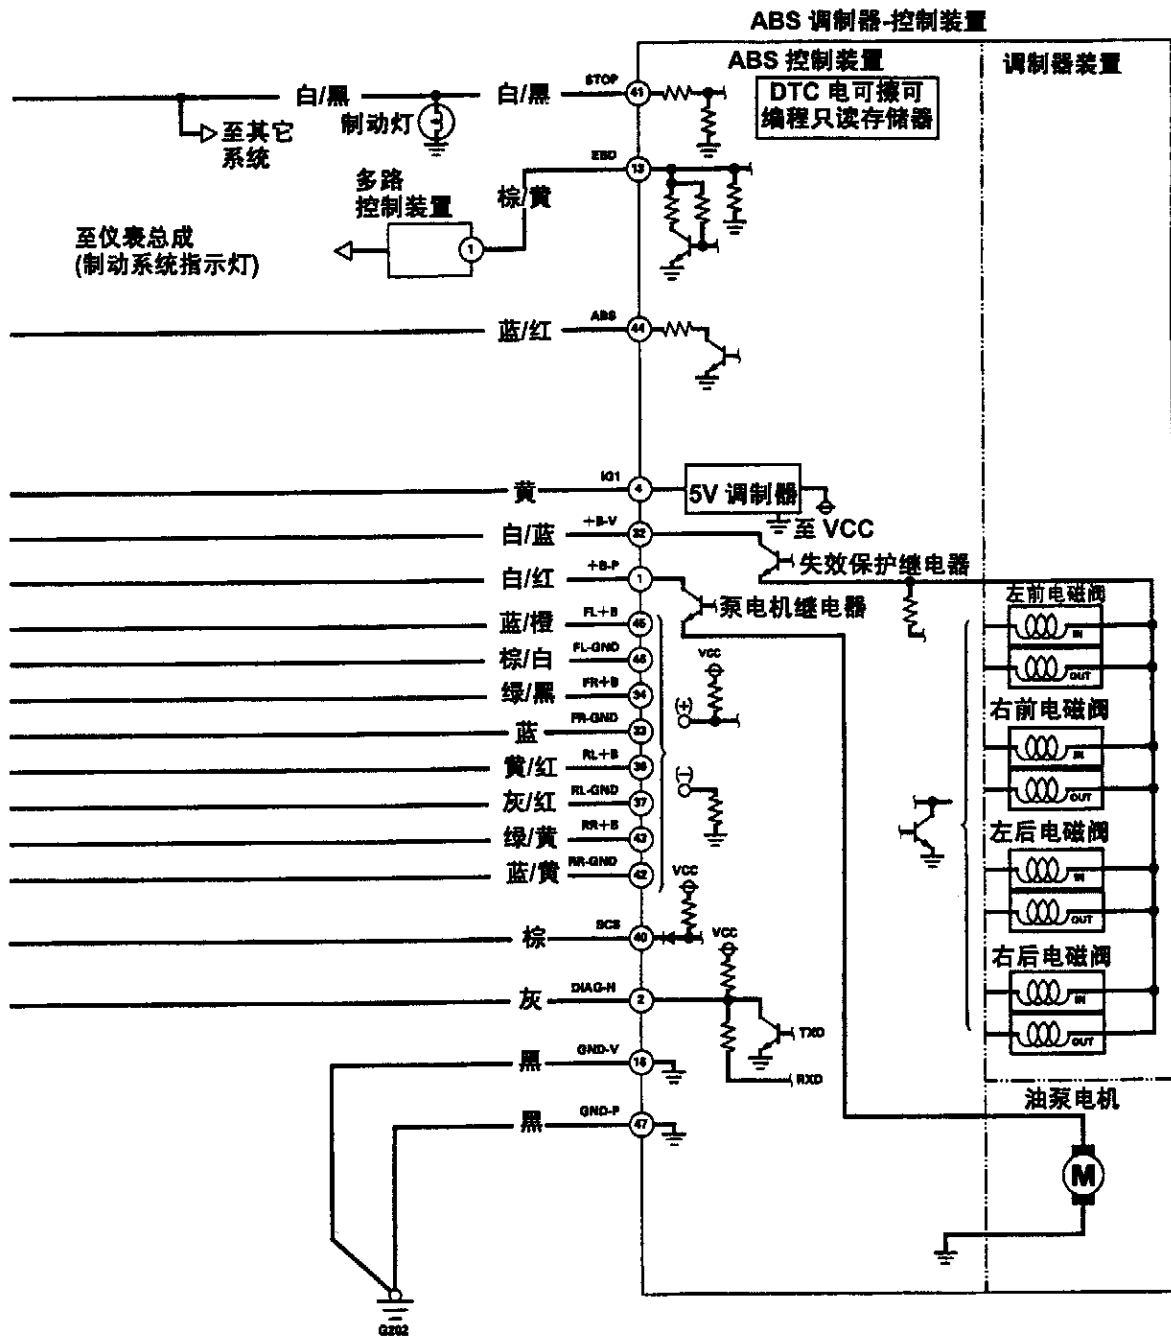 ABS 调制器-控制装置
ABS 控制装置
调制器装置
DTC 电可擦可
编程只读存储器
白/黑
白/黑
STOP
41
制动灯
至其它
系统
EBD
13
棕/黄
多路
控制装置
1
至仪表总成
(制动系统指示灯)
蓝/红
ABS
44
黄
IG1
4
5V 调制器
至 VCC
白/蓝
+B-V
32
失效保护继电器
白/红
+B-P
1
泵电机继电器
左前电磁阀
IN
OUT
蓝/橙
FL+B
棕/白
FL-GND
VCC
绿/黑
FR+B
34
(+)
右前电磁阀
IN
OUT
蓝
FR-GND
33
黄/红
RL+B
36
(-)
灰/红
RL-GND
37
绿/黄
RR+B
43
左后电磁阀
IN
OUT
蓝/黄
RR-GND
42
VCC
棕
SCS
40
VCC
右后电磁阀
IN
OUT
灰
DIAG-H
2
TXD
RXD
黑
GND-V
16
黑
GND-P
47
油泵电机
M
G202